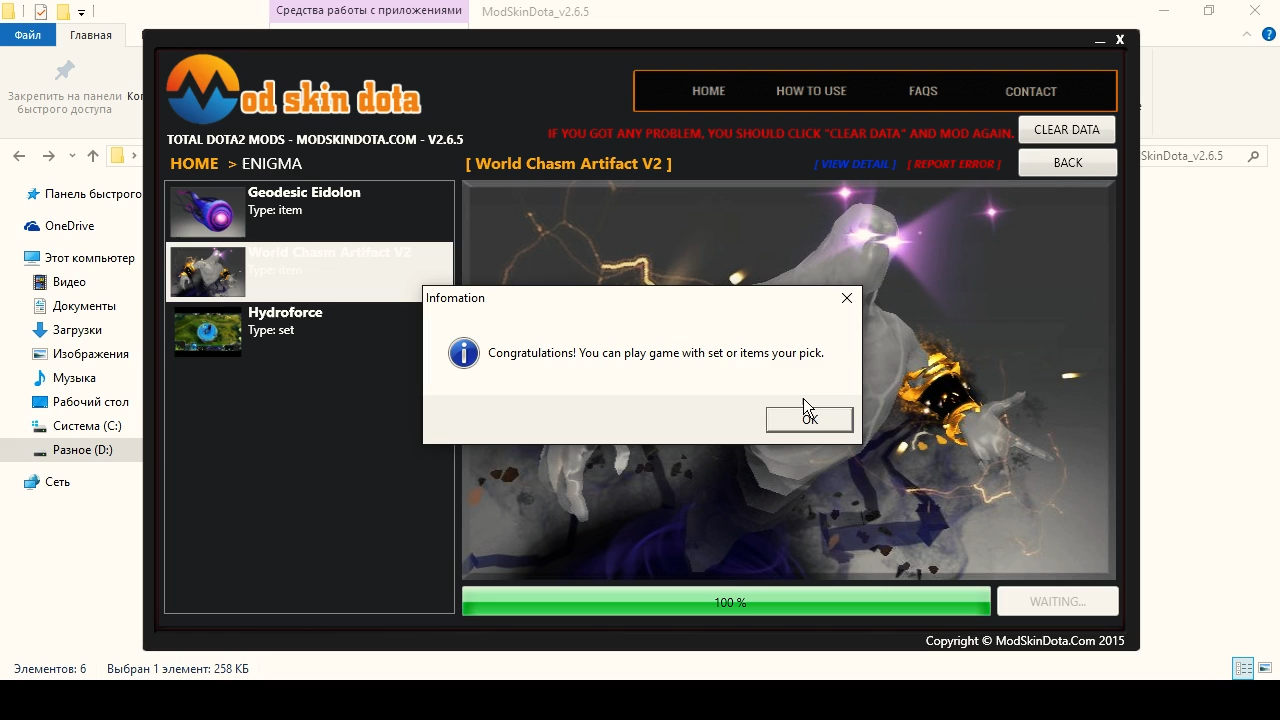 Средства работы с приложениями
ModSkinDota_v2.6.5
Файл
Главная
Закрепить на панели
быстрого доступа
Mod skin dota
HOME
HOW TO USE
FAQS
CONTACT
TOTAL DOTA2 MODS - MODSKINDOTA.COM - V2.6.5
IF YOU GOT ANY PROBLEM, YOU SHOULD CLICK "CLEAR DATA" AND MOD AGAIN.
CLEAR DATA
HOME > ENIGMA
[ World Chasm Artifact V2 ]
[ VIEW DETAIL ]
[ REPORT ERROR ]
BACK
SkinDota_v2.6.5
Панель быстрого
OneDrive
Этот компьютер
Видео
Документы
Загрузки
Изображения
Музыка
Рабочий стол
Система (C:)
Разное (D:)
Сеть
Geodesic Eidolon
Type: item
World Chasm Artifact V2
Type: item
Hydroforce
Type: set
Infomation
Congratulations! You can play game with set or items your pick.
OK
100 %
WAITING...
Copyright © ModSkinDota.Com 2015
Элементов: 6
Выбран 1 элемент: 258 КБ